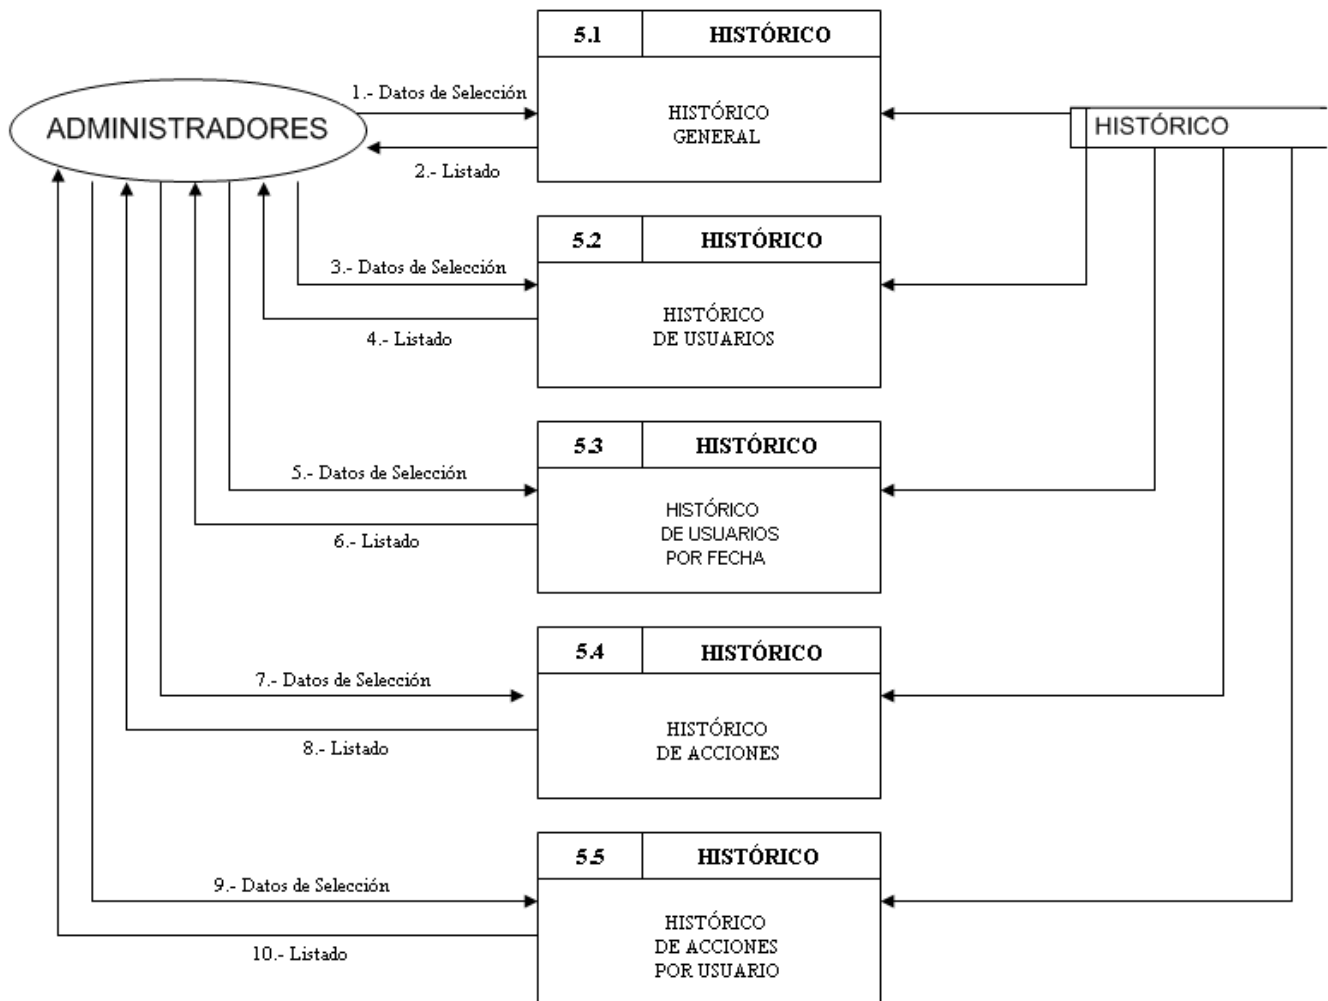 5.1 HISTÓRICO
1.- Datos de Selección
HISTÓRICO
GENERAL
ADMINISTRADORES
HISTÓRICO
2.- Listado
5.2 HISTÓRICO
3.- Datos de Selección
HISTÓRICO
DE USUARIOS
4.- Listado
5.3 HISTÓRICO
5.- Datos de Selección
HISTÓRICO
DE USUARIOS
POR FECHA
6.- Listado
5.4 HISTÓRICO
7.- Datos de Selección
HISTÓRICO
DE ACCIONES
8.- Listado
5.5 HISTÓRICO
9.- Datos de Selección
HISTÓRICO
DE ACCIONES
POR USUARIO
10.- Listado